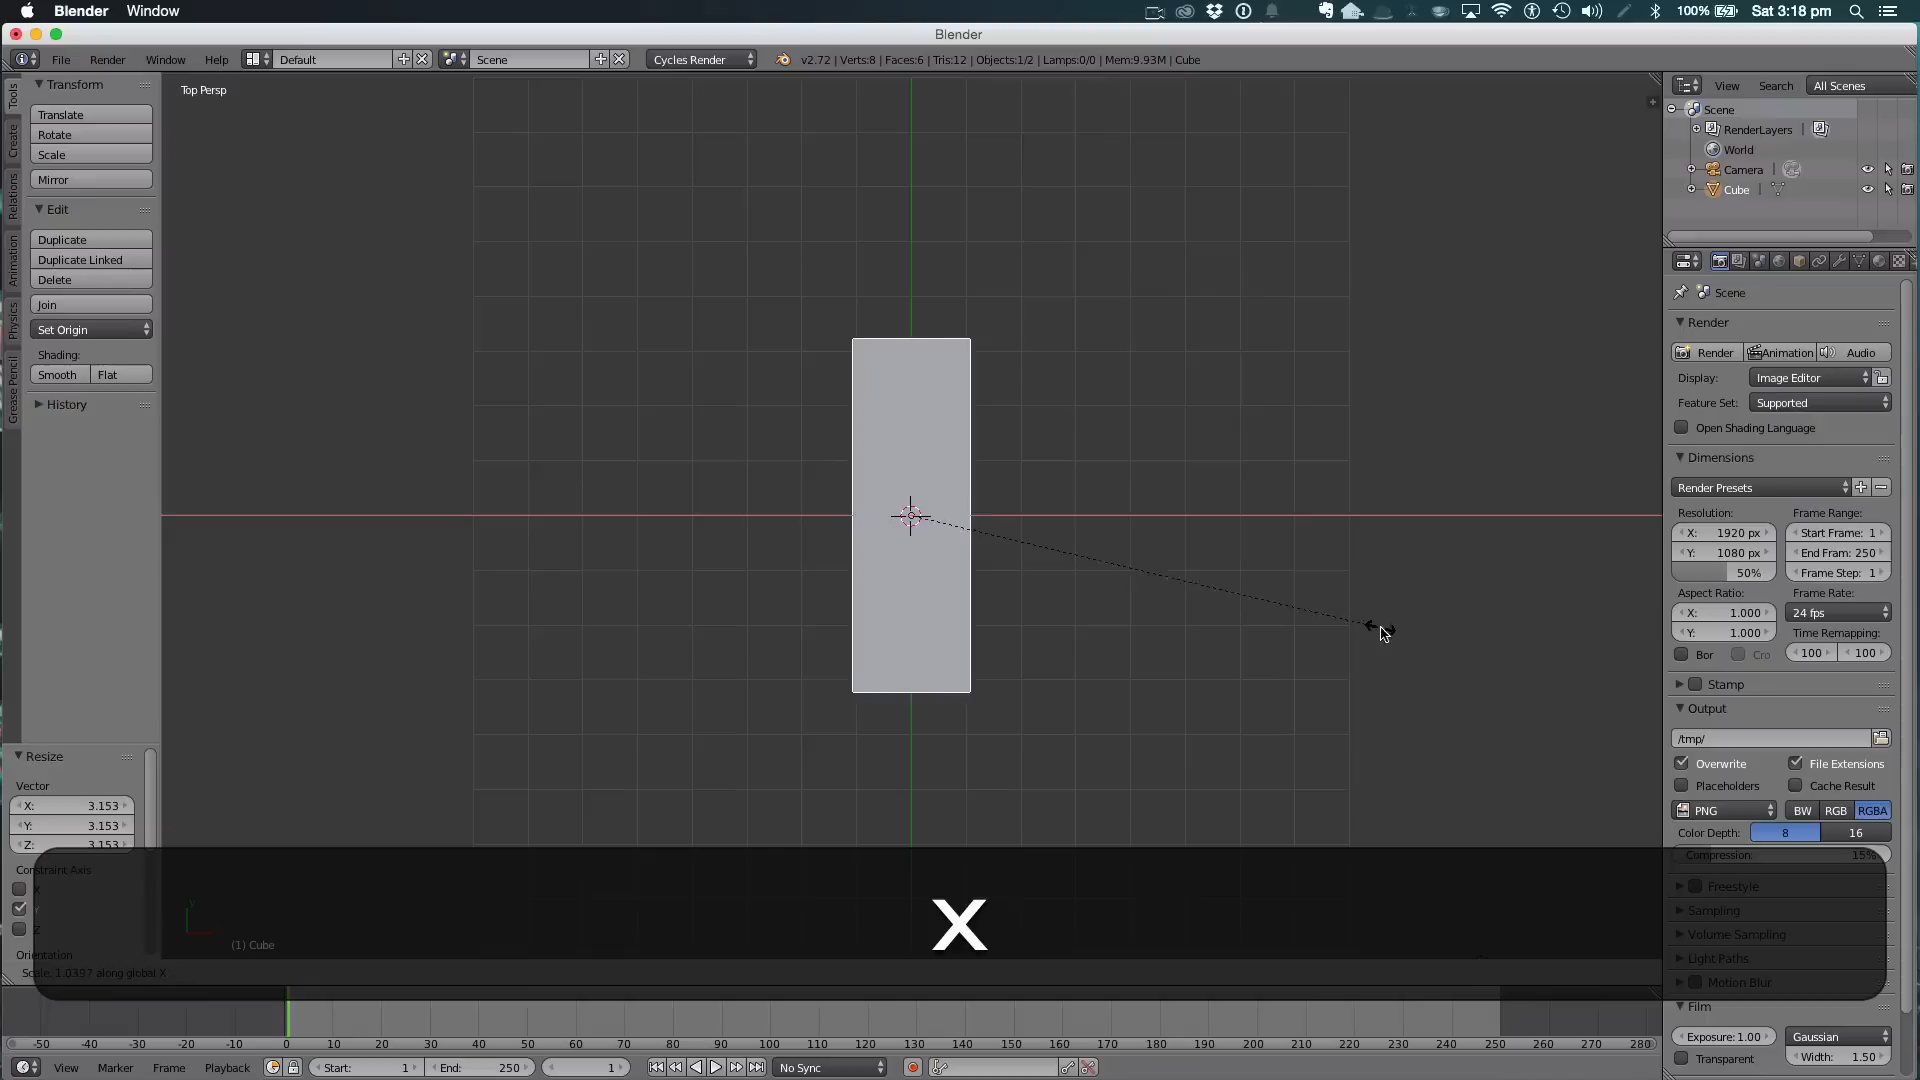 Blender Window
100% Sat 3:18 pm
Blender
File Render Window Help Default Scene Cycles Render v2.72 | Verts:8 | Faces:6 | Tris:12 | Objects:1/2 | Lamps:0/0 | Mem:9.93M | Cube
Tools
Create
Relations
Animation
Physics
Grease Pencil
Transform
Translate
Rotate
Scale
Mirror
Edit
Duplicate
Duplicate Linked
Delete
Join
Set Origin
Shading:
Smooth Flat
History
Resize
Vector
X: 3.153
Y: 3.153
Z: 3.153
Constraint Axis
X
Y
Z
Orientation
Scale: 1.0397 along global X
Top Persp
(1) Cube
X
View Search All Scenes
Scene
RenderLayers
World
Camera
Cube
Scene
Render
Render Animation Audio
Display: Image Editor
Feature Set: Supported
Open Shading Language
Dimensions
Render Presets
Resolution: Frame Range:
X: 1920 px Start Frame: 1
Y: 1080 px End Fram: 250
50% Frame Step: 1
Aspect Ratio: Frame Rate:
X: 1.000 24 fps
Y: 1.000 Time Remapping:
Bor Cro 100 100
Stamp
Output
/tmp/
Overwrite File Extensions
Placeholders Cache Result
PNG BW RGB RGBA
Color Depth: 8 16
Compression: 15%
Freestyle
Sampling
Volume Sampling
Light Paths
Motion Blur
Film
Exposure: 1.00 Gaussian
Transparent Width: 1.50
-50 -40 -30 -20 -10 0 10 20 30 40 50 60 70 80 90 100 110 120 130 140 150 160 170 180 190 200 210 220 230 240 250 260 270 280
View Marker Frame Playback Start: 1 End: 250 1 No Sync